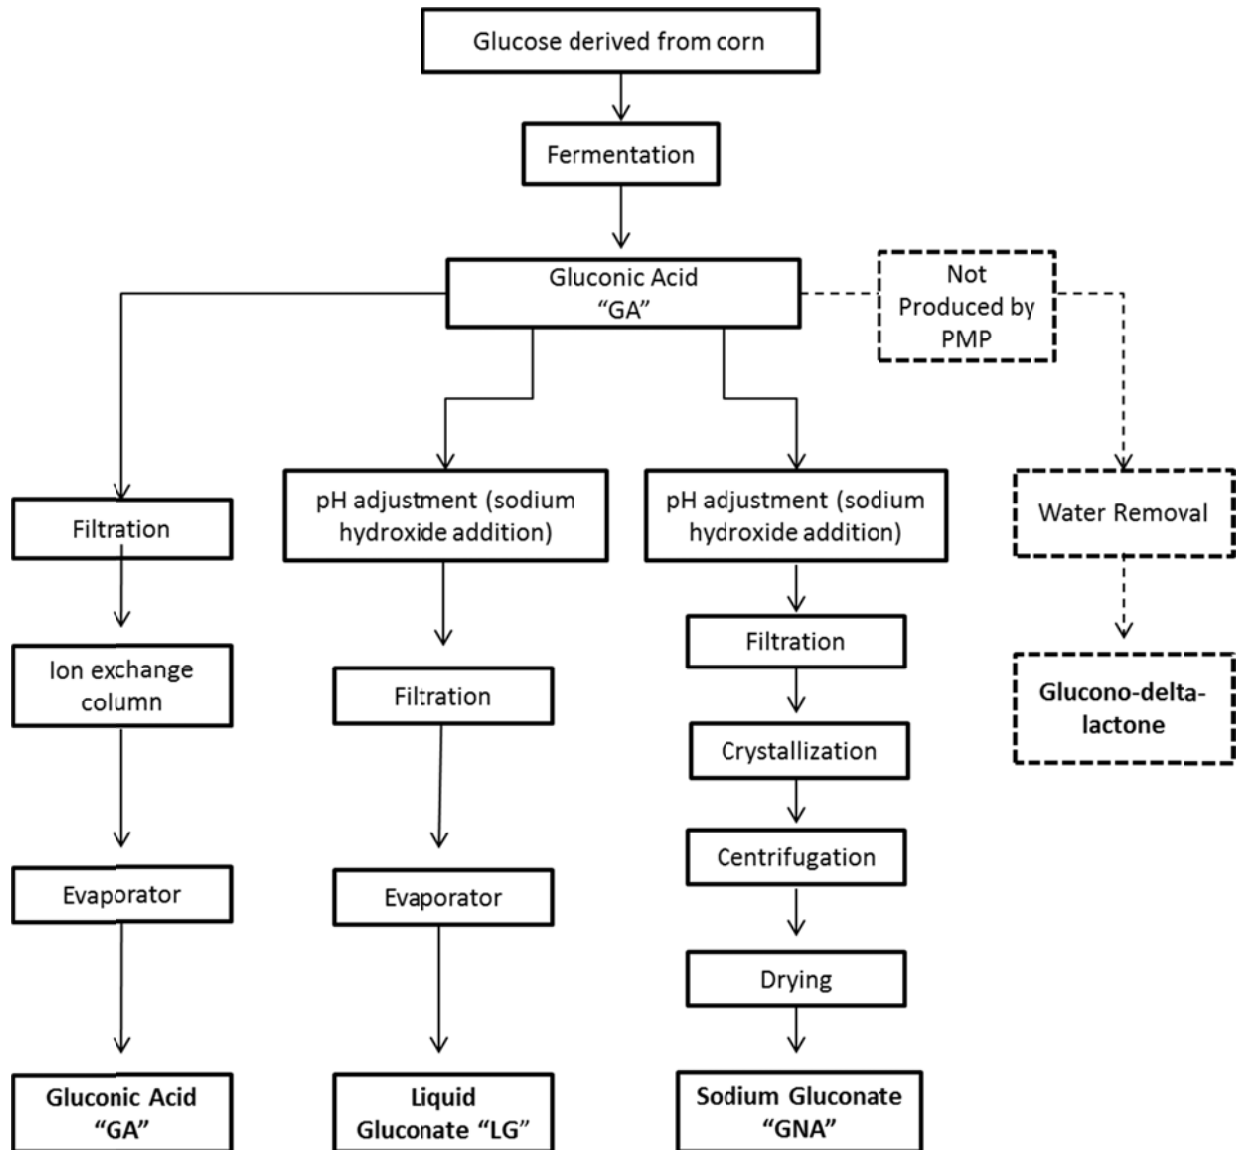 Glucose derived from corn
Fermentation
Gluconic Acid
“GA”
Not
Produced by
PMP
Filtration
pH adjustment (sodium
hydroxide addition)
pH adjustment (sodium
hydroxide addition)
Water Removal
Ion exchange
column
Filtration
Filtration
Glucono-delta-
lactone
Crystallization
Centrifugation
Evaporator
Evaporator
Drying
Gluconic Acid
“GA”
Liquid
Gluconate “LG”
Sodium Gluconate
“GNA”